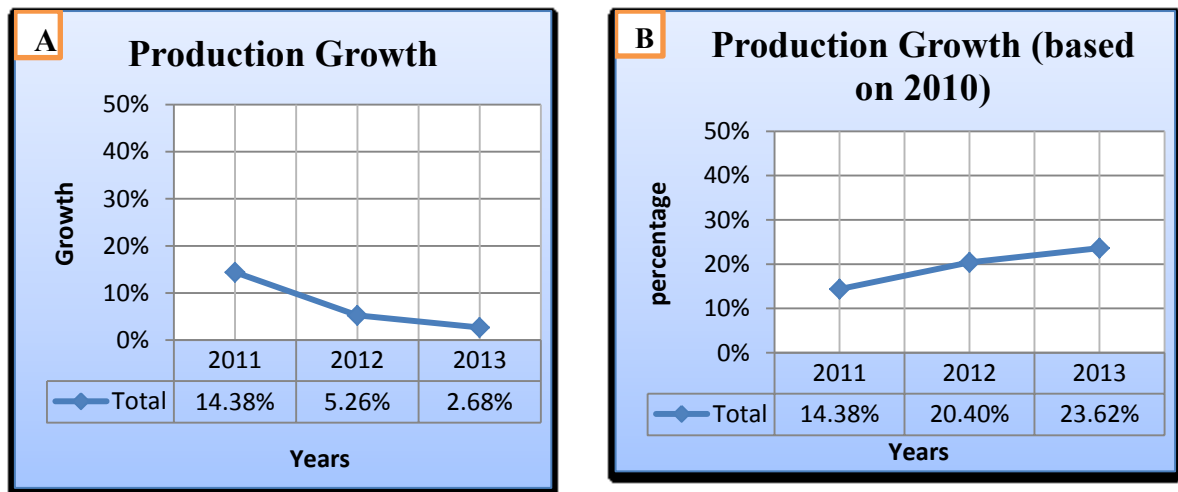 A
Production Growth
50%
40%
30%
20%
10%
0%
Growth
2011 2012 2013
Total 14.38% 5.26% 2.68%
Years
B
Production Growth (based
on 2010)
50%
40%
30%
20%
10%
0%
percentage
2011 2012 2013
Total 14.38% 20.40% 23.62%
Years